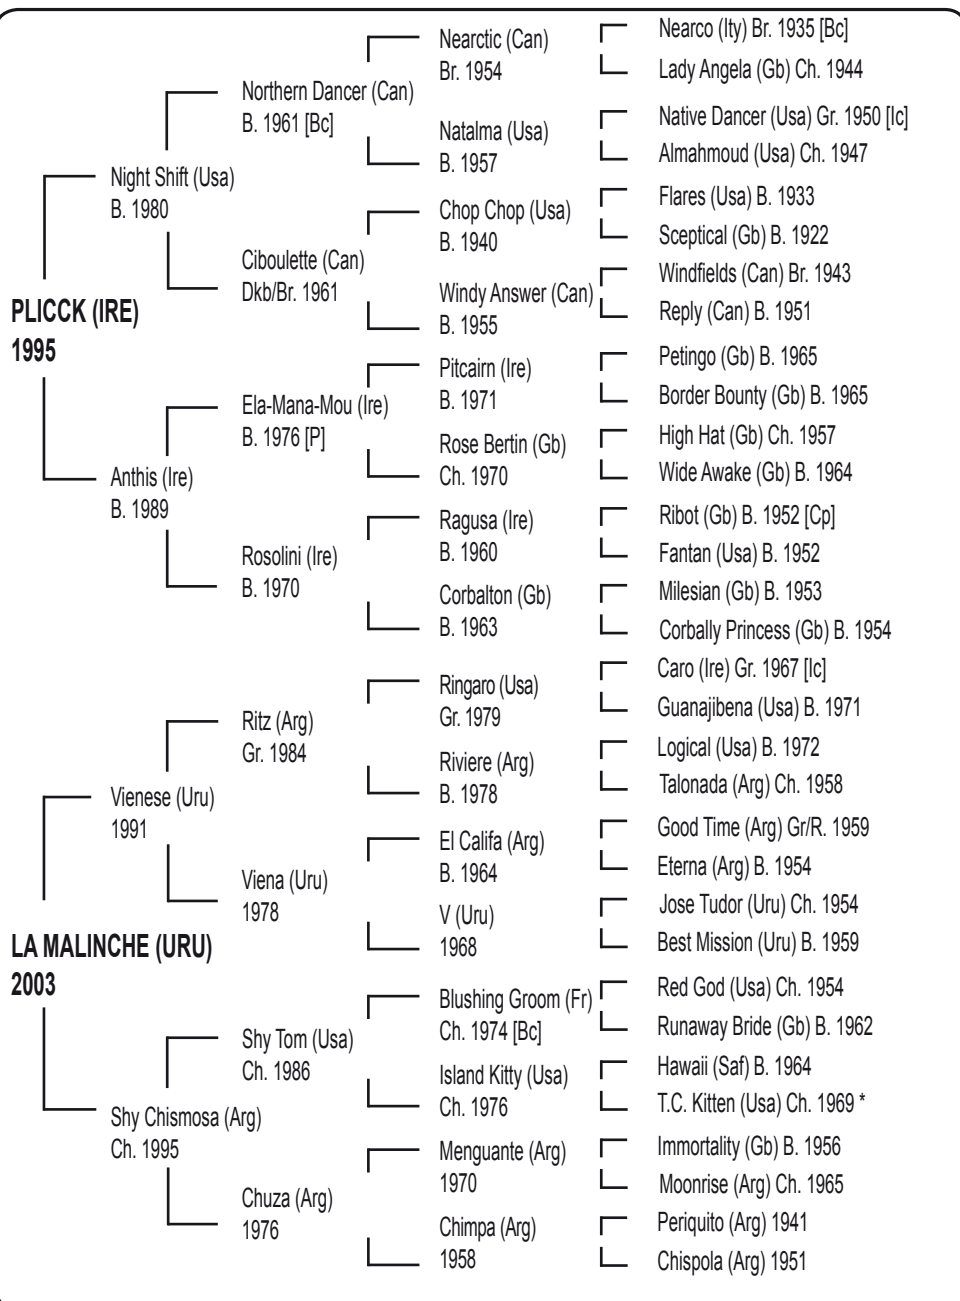 Nearctic (Can)
Br. 1954
Nearco (Ity) Br. 1935 [Bc]
Lady Angela (Gb) Ch. 1944
Northern Dancer (Can)
B. 1961 [Bc]
Natalma (Usa)
B. 1957
Native Dancer (Usa) Gr. 1950 [Ic]
Almahmoud (Usa) Ch. 1947
Night Shift (Usa)
B. 1980
Chop Chop (Usa)
B. 1940
Flares (Usa) B. 1933
Sceptical (Gb) B. 1922
Ciboulette (Can)
Dkb/Br. 1961
Windy Answer (Can)
B. 1955
Windfields (Can) Br. 1943
Reply (Can) B. 1951
PLICCK (IRE)
1995
Pitcairn (Ire)
B. 1971
Petingo (Gb) B. 1965
Border Bounty (Gb) B. 1965
Ela-Mana-Mou (Ire)
B. 1976 [P]
Rose Bertin (Gb)
Ch. 1970
High Hat (Gb) Ch. 1957
Wide Awake (Gb) B. 1964
Anthis (Ire)
B. 1989
Ragusa (Ire)
B. 1960
Ribot (Gb) B. 1952 [Cp]
Fantan (Usa) B. 1952
Rosolini (Ire)
B. 1970
Corbalton (Gb)
B. 1963
Milesian (Gb) B. 1953
Corbally Princess (Gb) B. 1954
Ringaro (Usa)
Gr. 1979
Caro (Ire) Gr. 1967 [Ic]
Guanajibena (Usa) B. 1971
Ritz (Arg)
Gr. 1984
Riviere (Arg)
B. 1978
Logical (Usa) B. 1972
Talonada (Arg) Ch. 1958
Vienese (Uru)
1991
El Califa (Arg)
B. 1964
Good Time (Arg) Gr/R. 1959
Eterna (Arg) B. 1954
Viena (Uru)
1978
V (Uru)
1968
Jose Tudor (Uru) Ch. 1954
Best Mission (Uru) B. 1959
LA MALINCHE (URU)
2003
Blushing Groom (Fr)
Ch. 1974 [Bc]
Red God (Usa) Ch. 1954
Runaway Bride (Gb) B. 1962
Shy Tom (Usa)
Ch. 1986
Island Kitty (Usa)
Ch. 1976
Hawaii (Saf) B. 1964
T.C. Kitten (Usa) Ch. 1969 *
Shy Chismosa (Arg)
Ch. 1995
Menguante (Arg)
1970
Immortality (Gb) B. 1956
Moonrise (Arg) Ch. 1965
Chuza (Arg)
1976
Chimpa (Arg)
1958
Periquito (Arg) 1941
Chispola (Arg) 1951